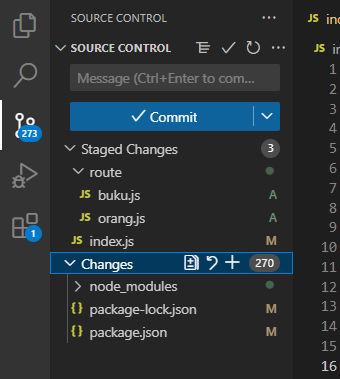 SOURCE CONTROL
SOURCE CONTROL
Message (Ctrl+Enter to com...
Commit
273
Staged Changes 3
route
JS buku.js A
JS orang.js A
JS index.js M
1
Changes 270
node_modules
{} package-lock.json M
{} package.json M
JS inc
JS in
1
2
3
4
5
6
7
8
9
10
11
12
13
14
15
16